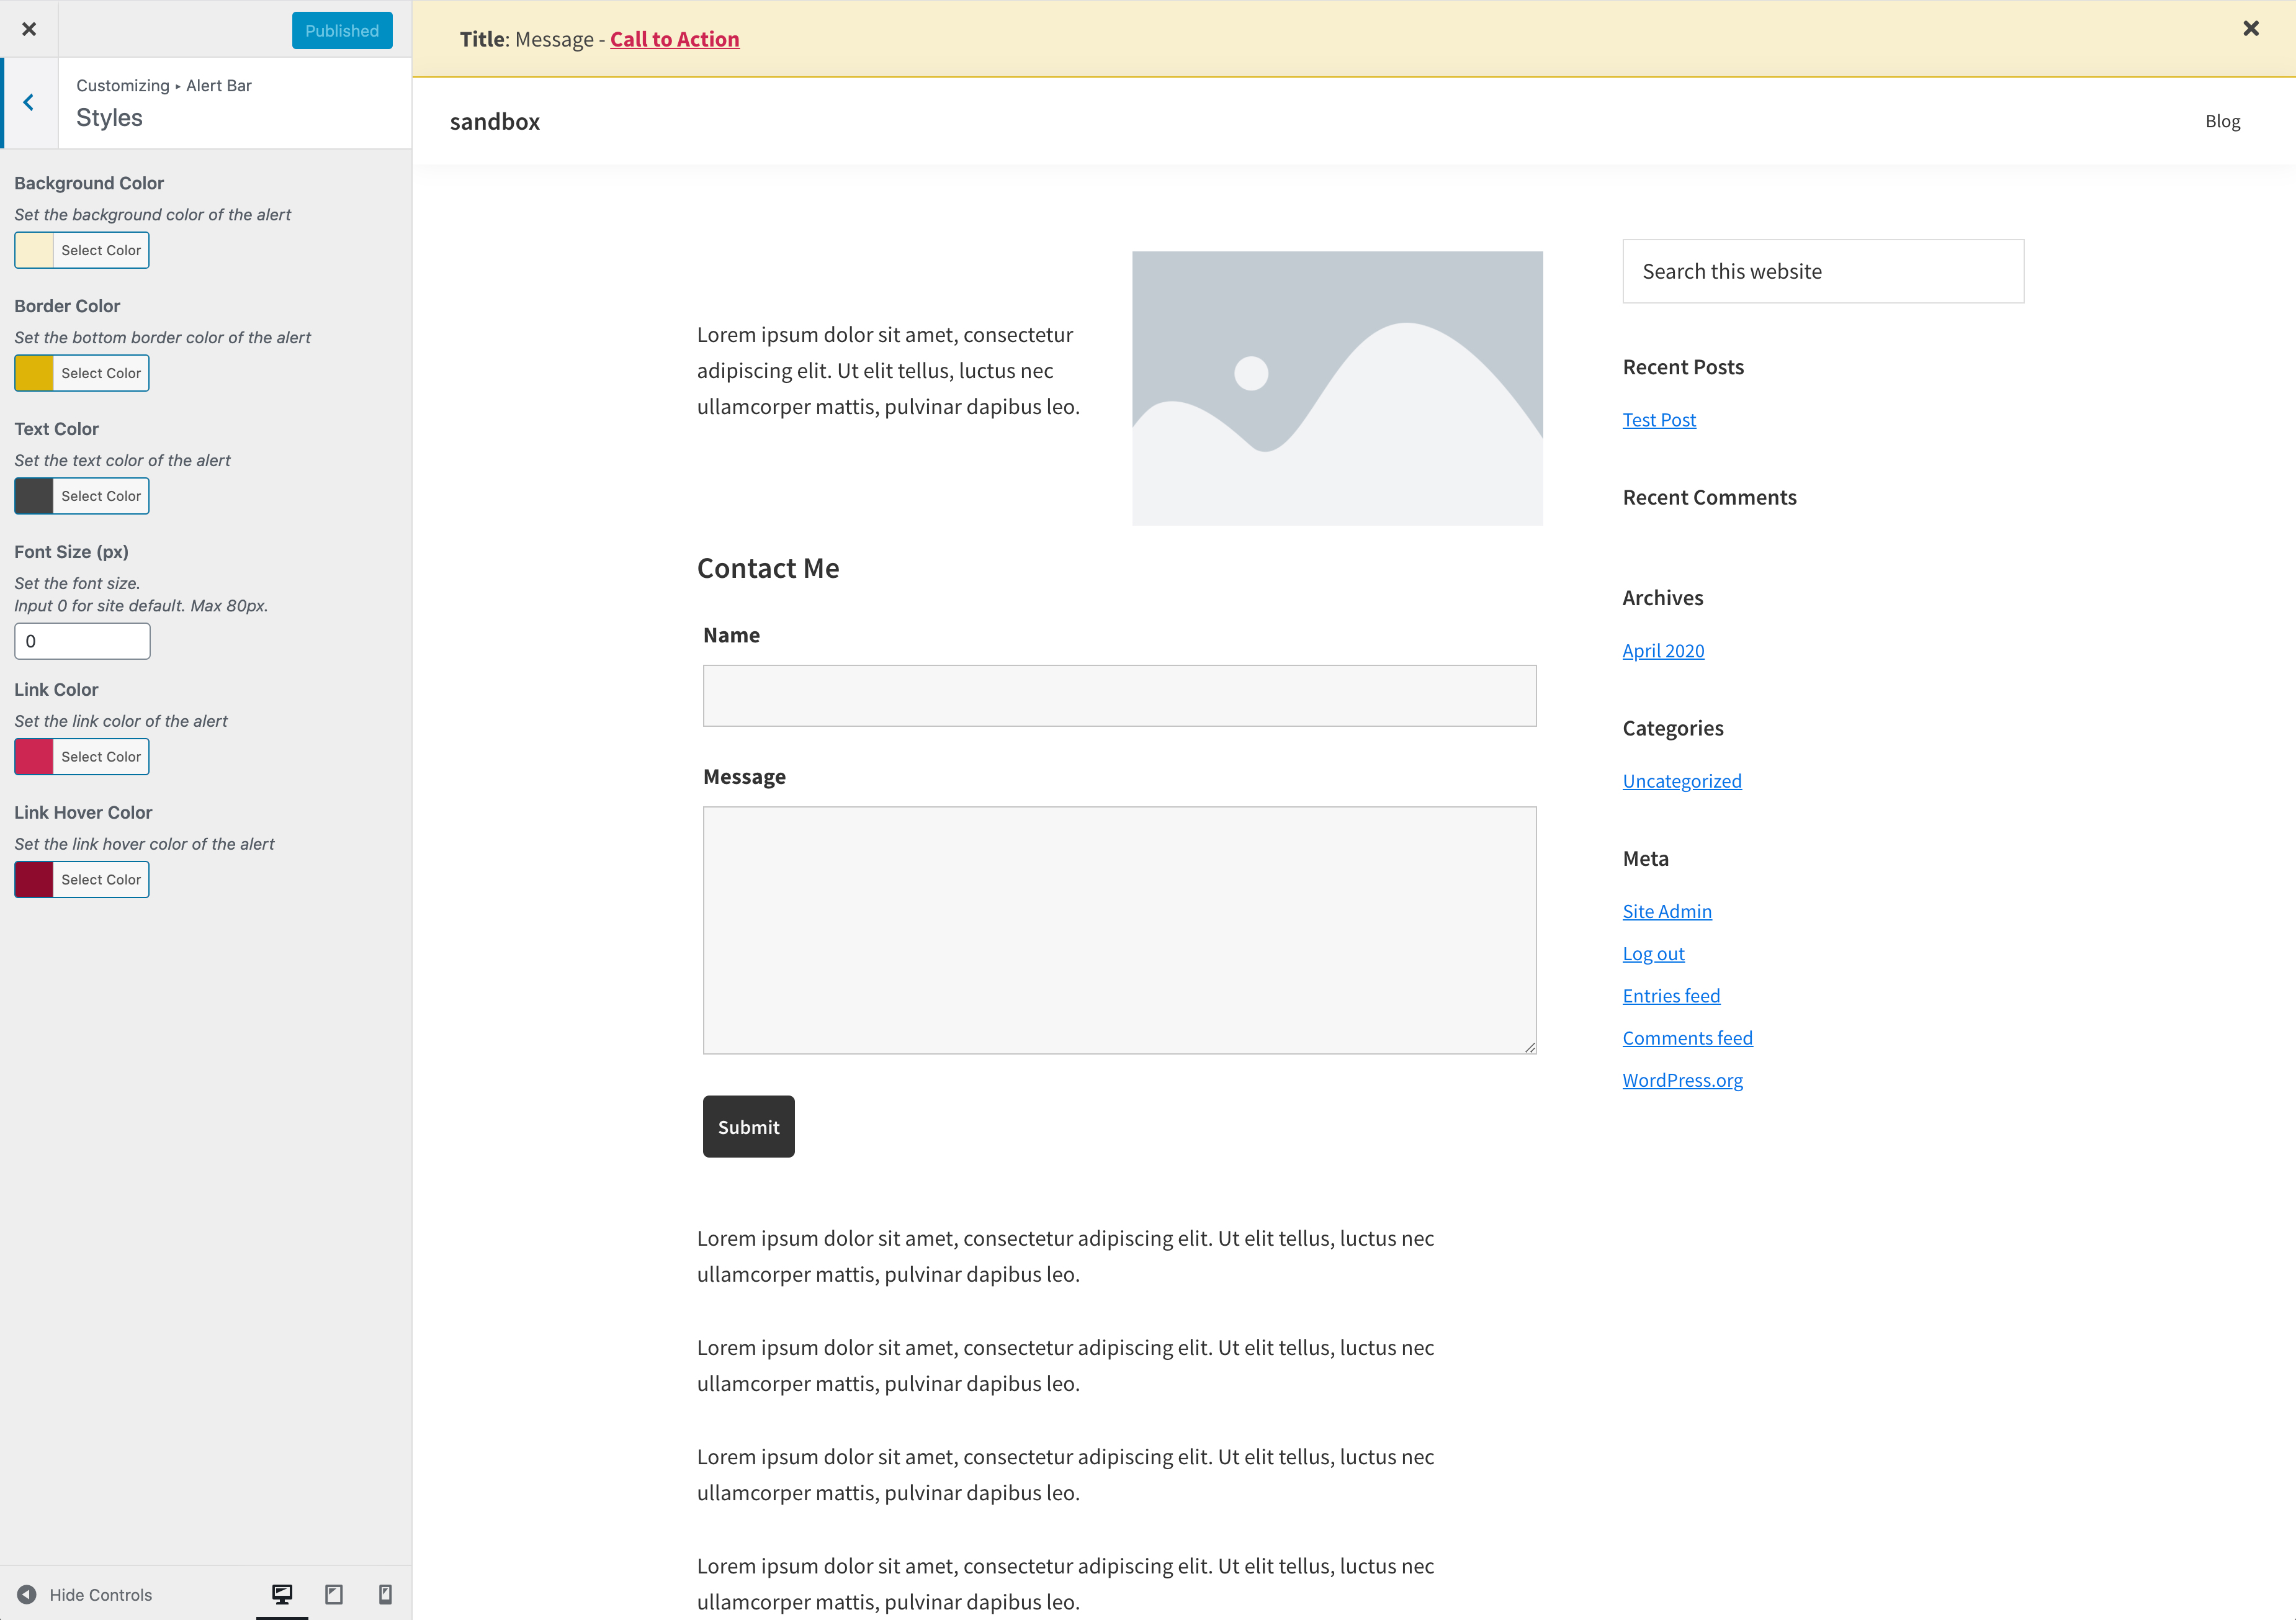 Published
Customizing ▸ Alert Bar
Styles
Background Color
Set the background color of the alert
Select Color
Border Color
Set the bottom border color of the alert
Select Color
Text Color
Set the text color of the alert
Select Color
Font Size (px)
Set the font size.
Input 0 for site default. Max 80px.
0
Link Color
Set the link color of the alert
Select Color
Link Hover Color
Set the link hover color of the alert
Select Color
Hide Controls
Title: Message - Call to Action
sandbox
Blog
Lorem ipsum dolor sit amet, consectetur
adipiscing elit. Ut elit tellus, luctus nec
ullamcorper mattis, pulvinar dapibus leo.
Contact Me
Name
Message
Submit
Lorem ipsum dolor sit amet, consectetur adipiscing elit. Ut elit tellus, luctus nec
ullamcorper mattis, pulvinar dapibus leo.
Lorem ipsum dolor sit amet, consectetur adipiscing elit. Ut elit tellus, luctus nec
ullamcorper mattis, pulvinar dapibus leo.
Lorem ipsum dolor sit amet, consectetur adipiscing elit. Ut elit tellus, luctus nec
ullamcorper mattis, pulvinar dapibus leo.
Lorem ipsum dolor sit amet, consectetur adipiscing elit. Ut elit tellus, luctus nec
ullamcorper mattis, pulvinar dapibus leo.
Search this website
Recent Posts
Test Post
Recent Comments
Archives
April 2020
Categories
Uncategorized
Meta
Site Admin
Log out
Entries feed
Comments feed
WordPress.org